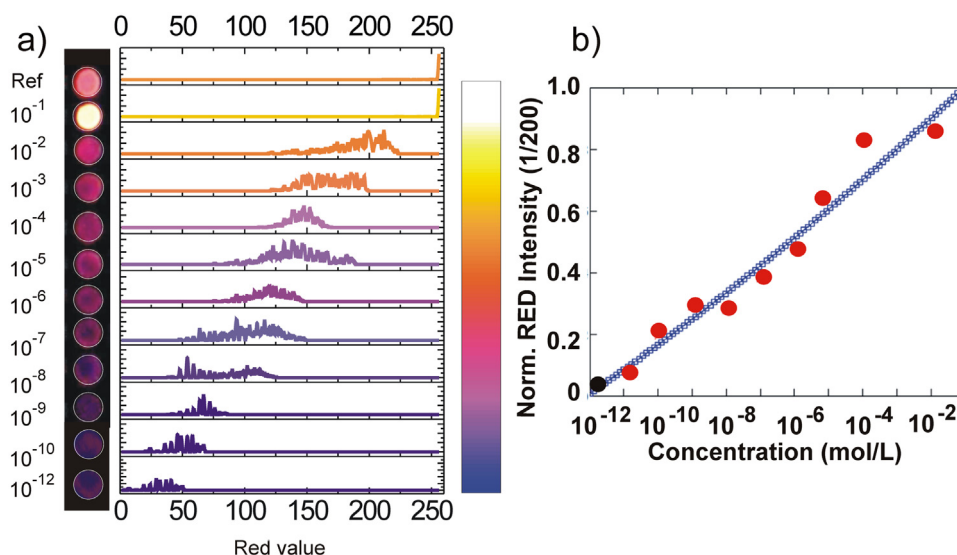 a)
0 50 100 150 200 250
Ref
10-1
10-2
10-3
10-4
10-5
10-6
10-7
10-8
10-9
10-10
10-12
0 50 100 150 200 250
Red value
b)
Norm. RED Intensity (1/200)
1.0
0.8
0.6
0.4
0.2
0
10-12 10-10 10-8 10-6 10-4 10-2
Concentration (mol/L)